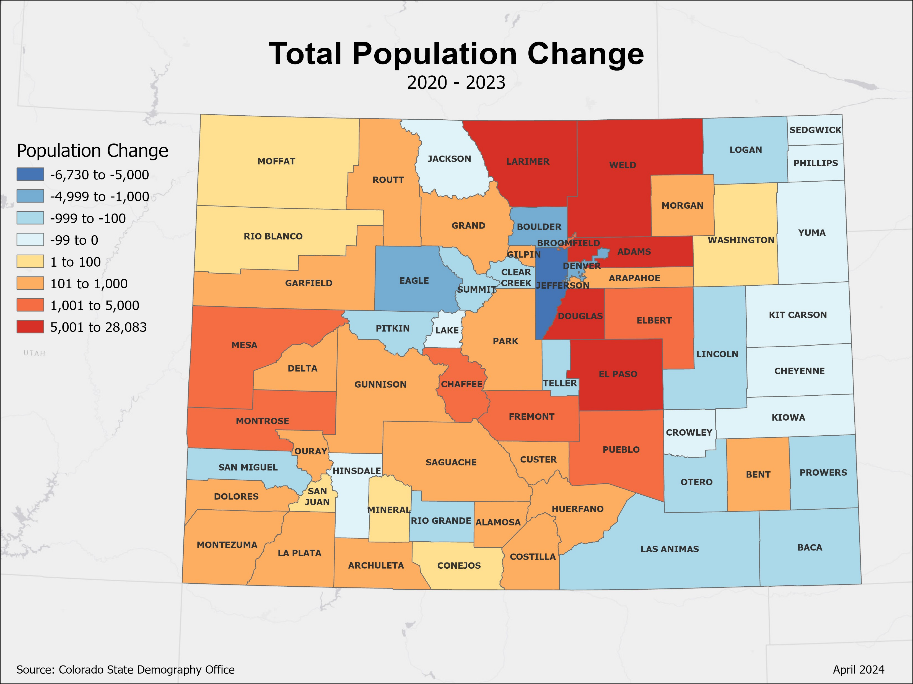 Total Population Change
2020 - 2023
Population Change
-6,730 to -5,000
-4,999 to -1,000
-999 to -100
-99 to 0
1 to 100
101 to 1,000
1,001 to 5,000
5,001 to 28,083
UTAH
MOFFAT
ROUTT
JACKSON
LARIMER
WELD
LOGAN
SEDGWICK
PHILLIPS
RIO BLANCO
GRAND
BOULDER
MORGAN
WASHINGTON
YUMA
BROOMFIELD
GILPIN
ADAMS
DENVER
GARFIELD
EAGLE
SUMMIT
CLEAR
CREEK
JEFFERSON
ARAPAHOE
DOUGLAS
ELBERT
KIT CARSON
PITKIN
LAKE
PARK
LINCOLN
MESA
DELTA
GUNNISON
CHAFFEE
TELLER
EL PASO
CHEYENNE
MONTROSE
FREMONT
KIOWA
CROWLEY
OURAY
SAGUACHE
CUSTER
PUEBLO
SAN MIGUEL
HINSDALE
OTERO
BENT
PROWERS
DOLORES
SAN
JUAN
MINERAL
RIO GRANDE
ALAMOSA
HUERFANO
MONTEZUMA
LA PLATA
ARCHULETA
CONEJOS
COSTILLA
LAS ANIMAS
BACA
Source: Colorado State Demography Office
April 2024